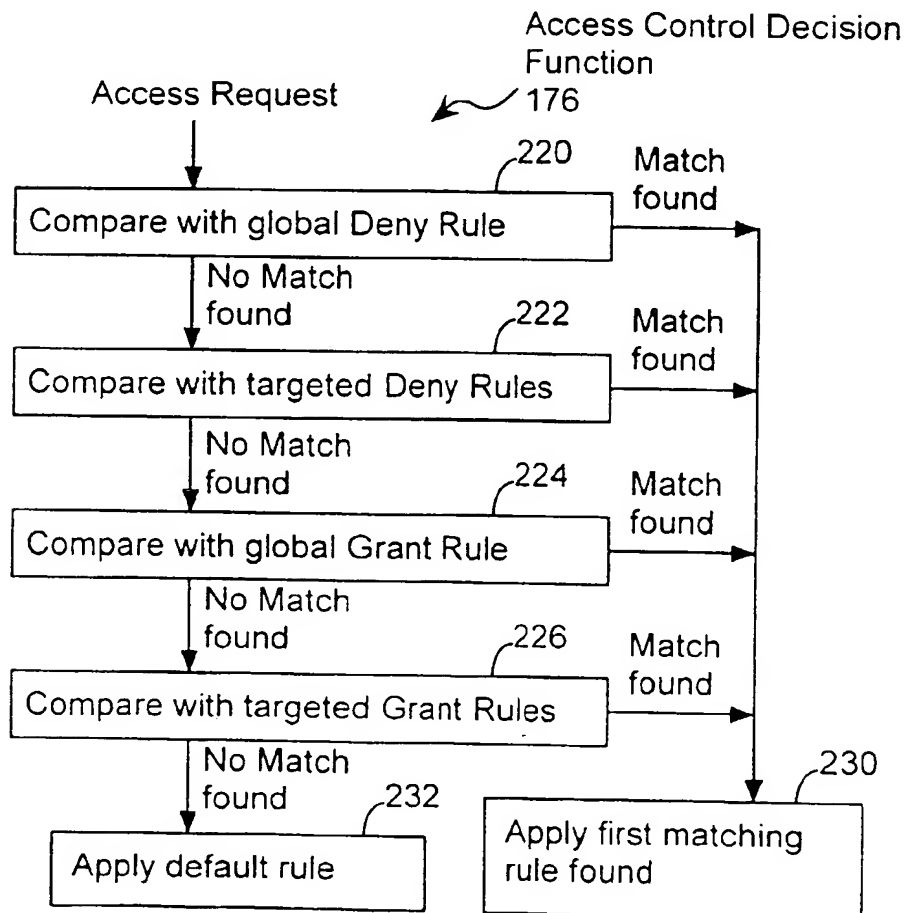 Access Control Decision
Function
176
Access Request
220
Match
found
Compare with global Deny Rule
No Match
found
222
Match
found
Compare with targeted Deny Rules
No Match
found
224
Match
found
Compare with global Grant Rule
No Match
found
226
Match
found
Compare with targeted Grant Rules
No Match
found
232
230
Apply default rule
Apply first matching
rule found